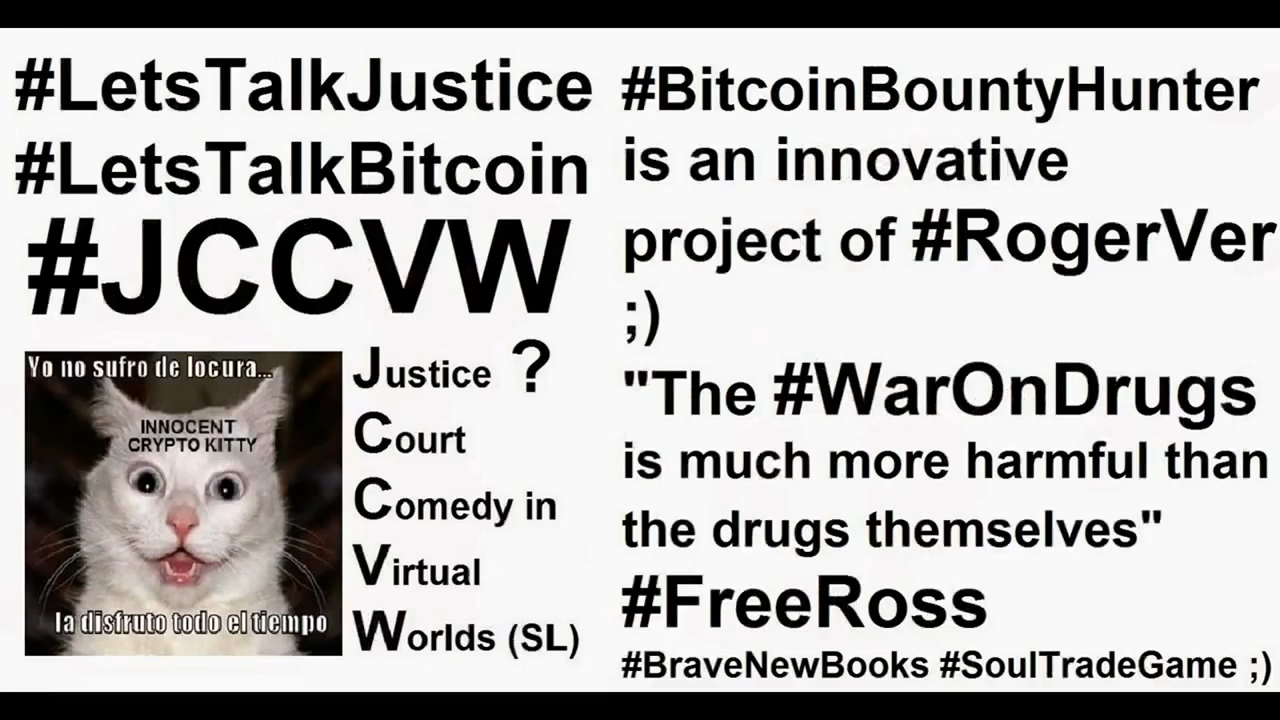 #LetsTalkJustice
#LetsTalkBitcoin
#JCCVW
Yo no sufro de locura...
INNOCENT
CRYPTO KITTY
la disfruto todo el tiempo
Justice ?
Court
Comedy in
Virtual
Worlds (SL)
#BitcoinBountyHunter
is an innovative
project of #RogerVer
;)
"The #WarOnDrugs
is much more harmful than
the drugs themselves"
#FreeRoss
#BraveNewBooks #SoulTradeGame ;)